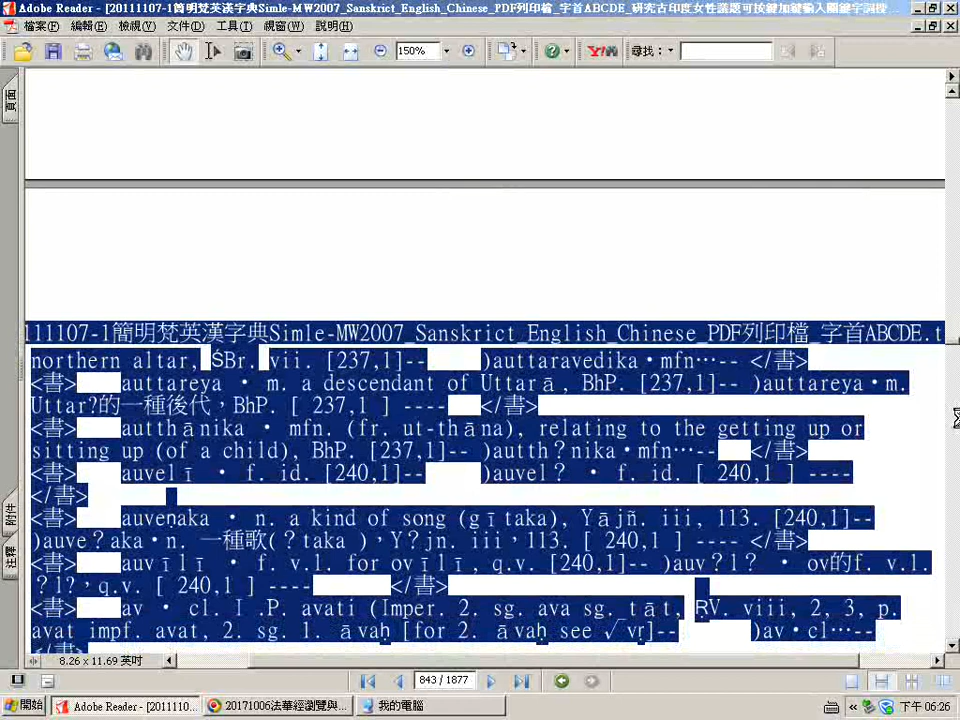 Adobe Reader - [20111107-1簡明梵英漢字典Simle-MW2007_Sanskrict_English_Chinese_PDF列印檔_字首ABCDE_研究古印度女性議題可按鍵加鍵輸入關鍵字詞搜
檔案(F) 編輯(E) 檢視(V) 文件(D) 工具(T) 視窗(W) 說明(H)
150% Y! 尋找:
頁面
111107-1簡明梵英漢字典Simle-MW2007_Sanskrict_English_Chinese_PDF列印檔_字首ABCDE.t
northern altar, ŚBr. vii. [237,1]-- )auttaravedika‧mfn…-- </書>
<書> auttareya ‧ m. a descendant of Uttarā, BhP. [237,1]-- )auttareya‧m.
Uttar?的一種後代，BhP. [ 237,1 ] ---- </書>
<書> autthānika ‧ mfn. (fr. ut-thāna), relating to the getting up or
sitting up (of a child), BhP. [237,1]-- )autth?nika‧mfn…-- </書>
<書> auvelī ‧ f. id. [240,1]-- )auvel? ‧ f. id. [ 240,1 ] ----
</書>
<書> auveṇaka ‧ n. a kind of song (gītaka), Yājñ. iii, 113. [240,1]--
)auve?aka‧n. 一種歌(?taka )，Y?jn. iii，113. [ 240,1 ] ---- </書>
<書> auvīlī ‧ f. v.l. for ovīlī, q.v. [240,1]-- )auv?l? ‧ ov的f. v.l.
?l?，q.v. [ 240,1 ] ---- </書>
<書> av ‧ cl. I .P. avati (Imper. 2. sg. ava sg. tāt, ṚV. viii, 2, 3, p.
avat impf. avat, 2. sg. 1. āvaḥ [for 2. āvaḥ see √vṛ]-- )av‧cl…--
</書>
附件
注釋
8.26 x 11.69 英吋
843 / 1877
開始 Adobe Reader - [2011110... 20171006法華經瀏覽與... 我的電腦 下午 06:26